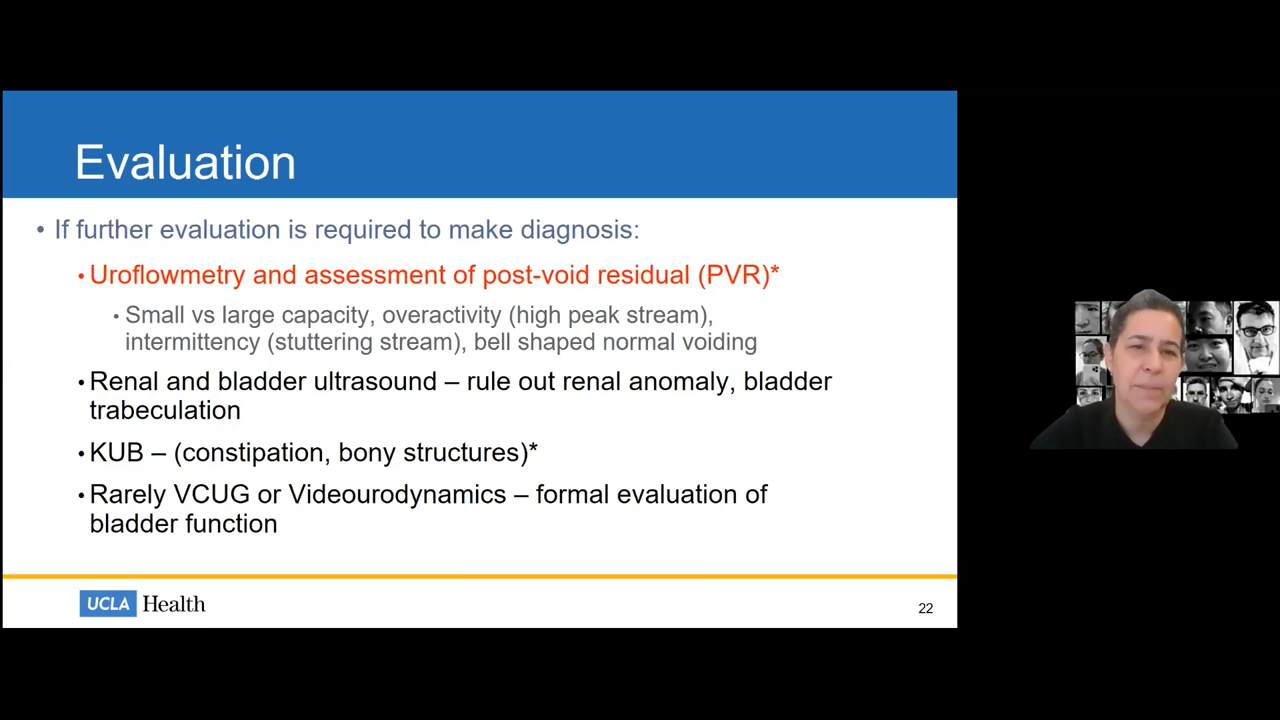 Evaluation
• If further evaluation is required to make diagnosis:
• Uroflowmetry and assessment of post-void residual (PVR)*
• Small vs large capacity, overactivity (high peak stream),
intermittency (stuttering stream), bell shaped normal voiding
• Renal and bladder ultrasound – rule out renal anomaly, bladder
trabeculation
• KUB – (constipation, bony structures)*
• Rarely VCUG or Videourodynamics – formal evaluation of
bladder function
UCLA Health
22